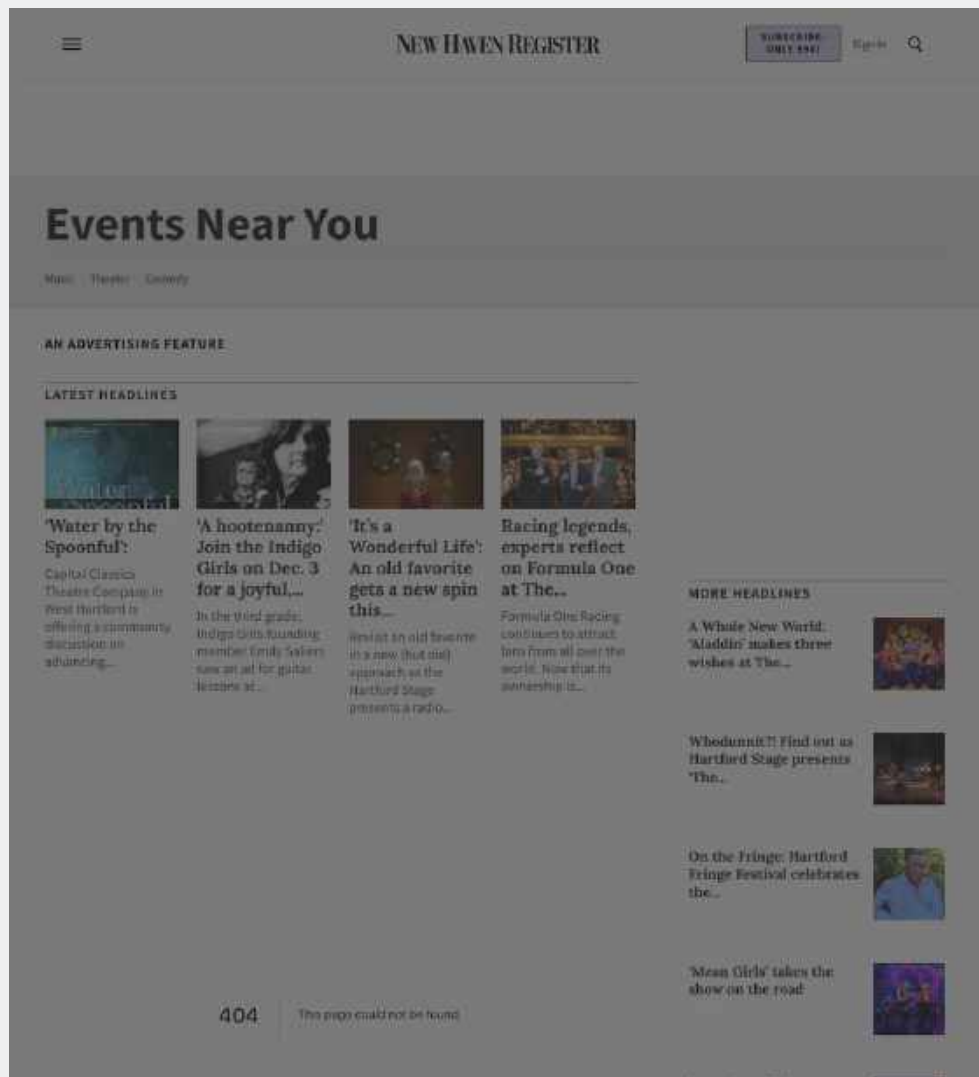 NEW HAVEN REGISTER
SUBSCRIBE
ONLY 99¢!
Sign In
Events Near You
Music Theater Comedy
AN ADVERTISING FEATURE
LATEST HEADLINES
'Water by the
Spoonful':
Capital Classics
Theatre Company in
West Hartford is
offering a community
discussion on
advancing...
'A hootenanny:'
Join the Indigo
Girls on Dec. 3
for a joyful,...
In the third grade,
Indigo Girls founding
member Emily Saliers
saw an ad for guitar
lessons at...
'It's a
Wonderful Life':
An old favorite
gets a new spin
this...
Revisit an old favorite
in a new (but old)
approach as the
Hartford Stage
presents a radio...
Racing legends,
experts reflect
on Formula One
at The...
Formula One Racing
continues to attract
fans from all over the
world. Now that its
ownership is...
MORE HEADLINES
A Whole New World:
'Aladdin' makes three
wishes at The...
Whodunnit?! Find out as
Hartford Stage presents
'The...
On the Fringe: Hartford
Fringe Festival celebrates
the...
'Mean Girls' takes the
show on the road
404
This page could not be found.